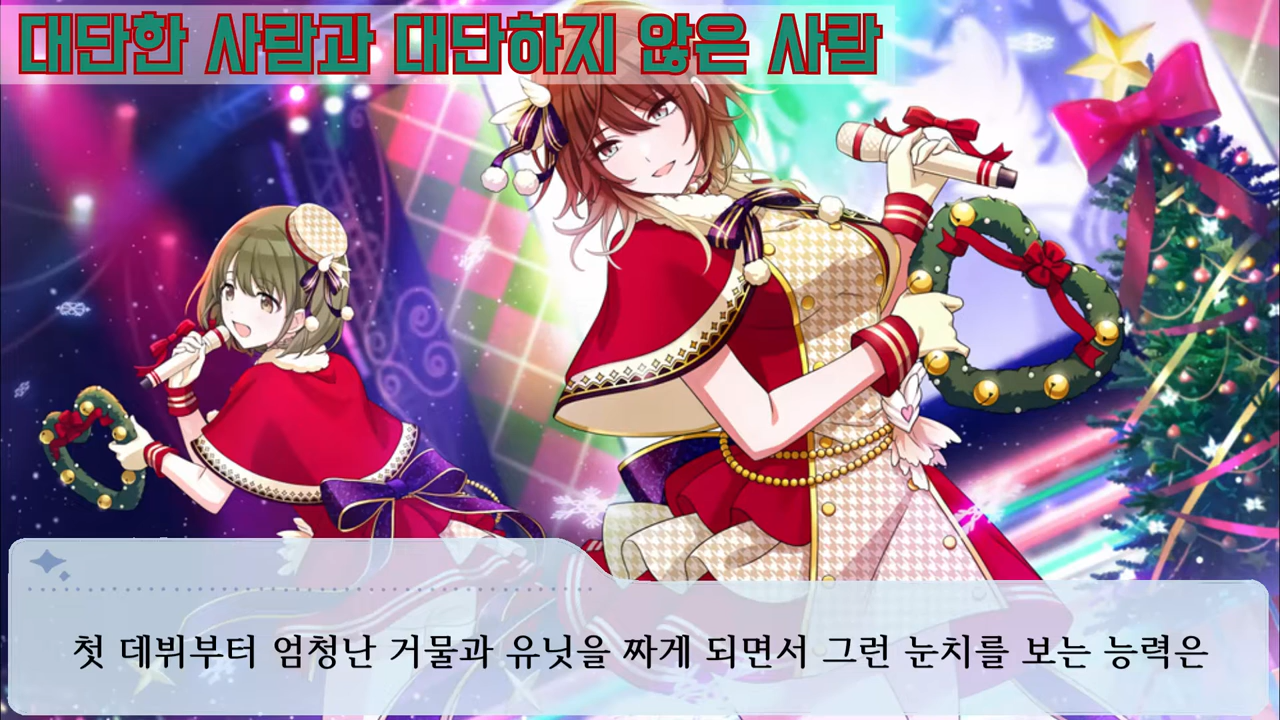 대단한 사람과 대단하지 않은 사람
첫 데뷔부터 엄청난 거물과 유닛을 짜게 되면서 그런 눈치를 보는 능력은